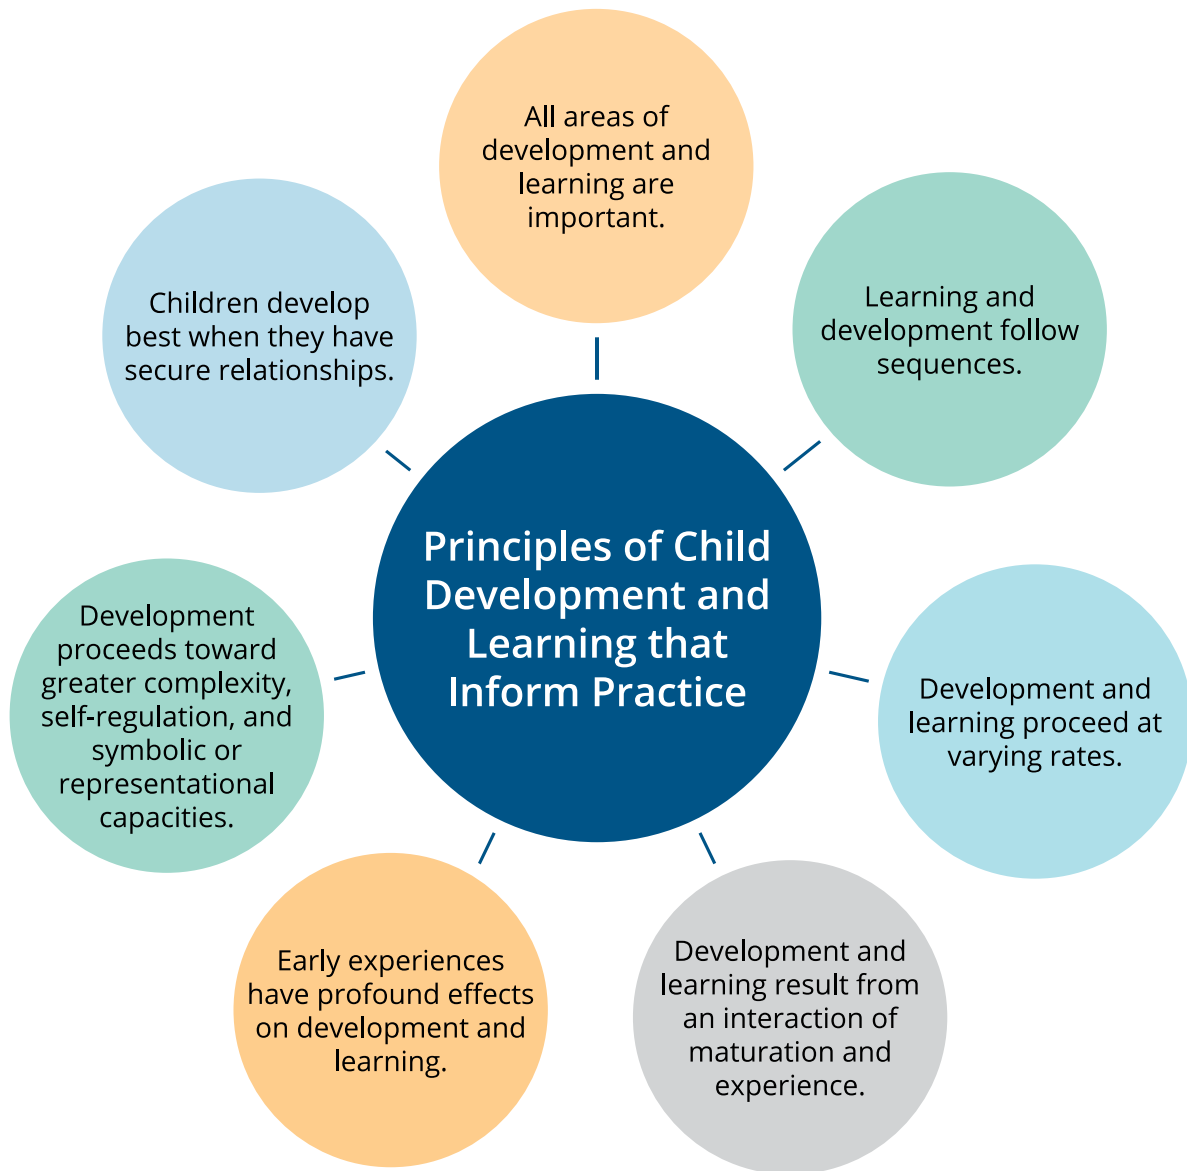 All areas of
development and
learning are
important.
Learning and
development follow
sequences.
Development and
learning proceed at
varying rates.
Development and
learning result from
an interaction of
maturation and
experience.
Early experiences
have profound effects
on development and
learning.
Development
proceeds toward
greater complexity,
self-regulation, and
symbolic or
representational
capacities.
Children develop
best when they have
secure relationships.
Principles of Child
Development and
Learning that
Inform Practice